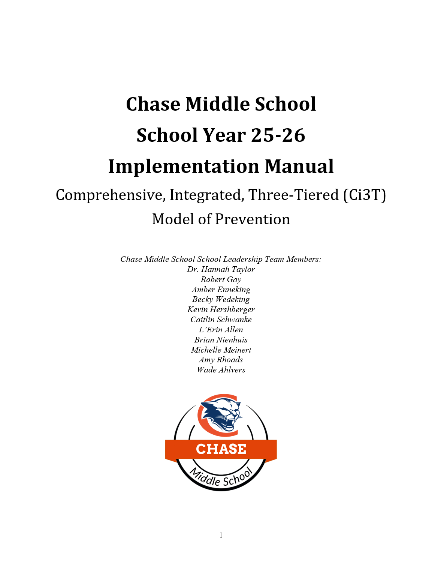 Chase Middle School
School Year 25-26
Implementation Manual
Comprehensive, Integrated, Three-Tiered (Ci3T)
Model of Prevention
Chase Middle School School Leadership Team Members:
Dr. Hannah Taylor
Robert Gay
Amber Enneking
Becky Wedeking
Kevin Hershberger
Caitlin Schwanke
L'Erin Allen
Brian Nienhuis
Michelle Meinert
Amy Rhoads
Wade Ahlvers
CHASE
Middle School
1